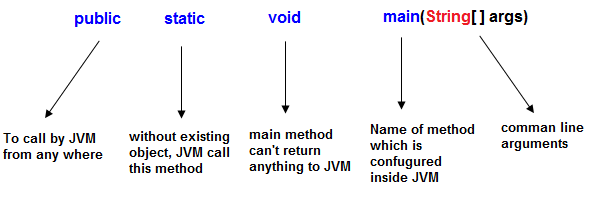 public static void main(String[] args)
To call by JVM
from any where
without existing
object, JVM call
this method
main method
can't return
anything to JVM
Name of method
which is
confugured
inside JVM
comman line
arguments